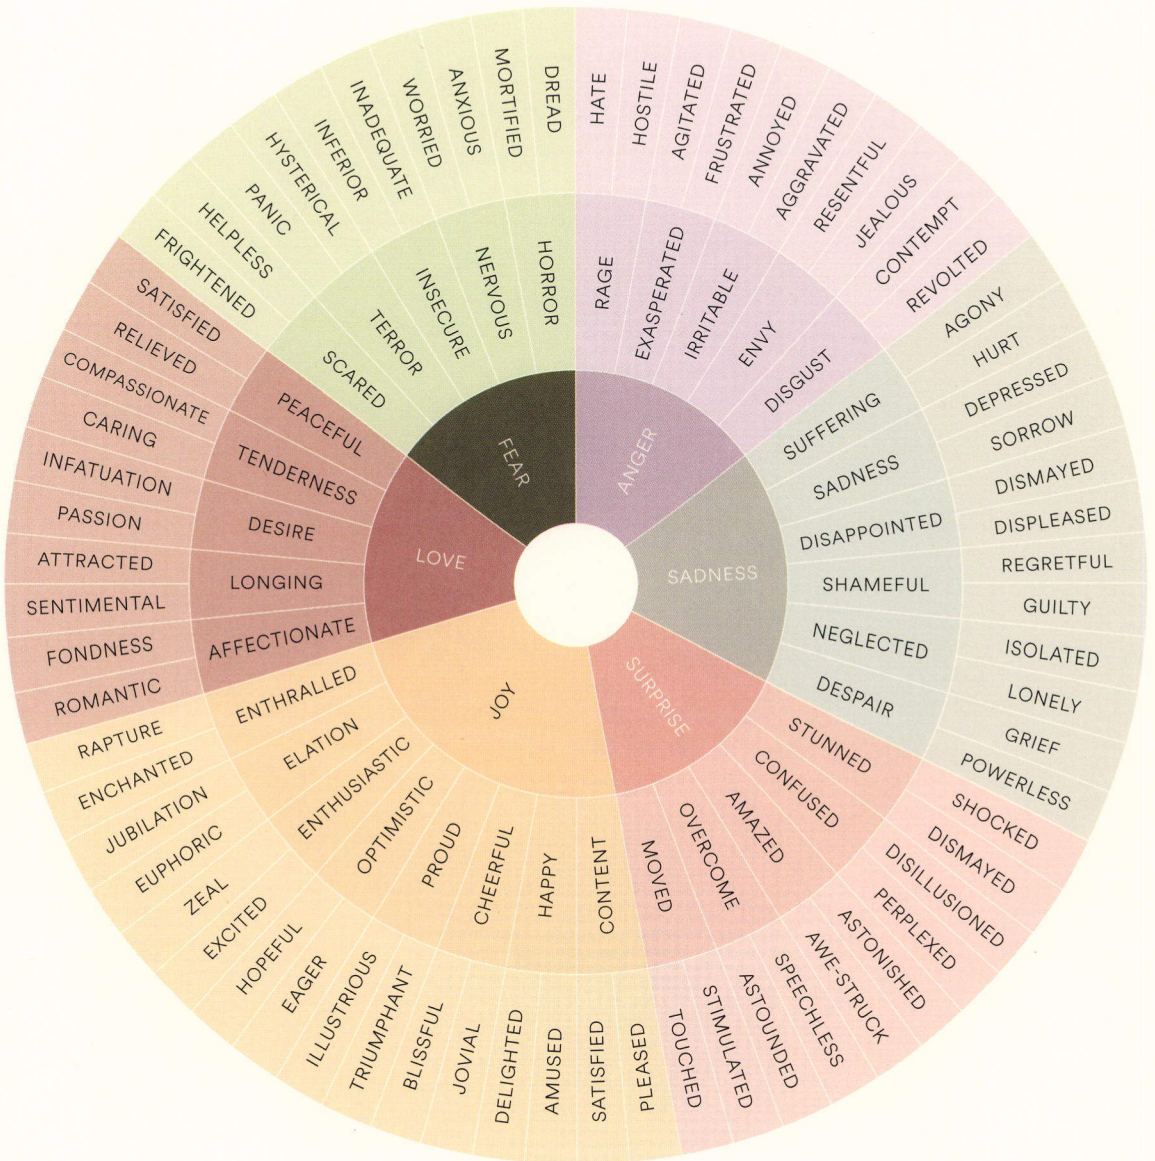 FEAR
ANGER
SADNESS
SURPRISE
JOY
LOVE
HORROR
NERVOUS
INSECURE
TERROR
SCARED
RAGE
EXASPERATED
IRRITABLE
ENVY
DISGUST
SUFFERING
SADNESS
DISAPPOINTED
SHAMEFUL
NEGLECTED
DESPAIR
STUNNED
CONFUSED
AMAZED
OVERCOME
MOVED
CONTENT
HAPPY
CHEERFUL
PROUD
OPTIMISTIC
ENTHUSIASTIC
ELATION
ENTHRALLED
AFFECTIONATE
LONGING
DESIRE
TENDERNESS
PEACEFUL
HATE
HOSTILE
AGITATED
FRUSTRATED
ANNOYED
AGGRAVATED
RESENTFUL
JEALOUS
CONTEMPT
REVOLTED
AGONY
HURT
DEPRESSED
SORROW
DISMAYED
DISPLEASED
REGRETFUL
GUILTY
ISOLATED
LONELY
GRIEF
POWERLESS
SHOCKED
DISMAYED
DISILLUSIONED
PERPLEXED
ASTONISHED
AWE-STRUCK
SPEECHLESS
ASTOUNDED
STIMULATED
TOUCHED
PLEASED
SATISFIED
AMUSED
DELIGHTED
JOVIAL
BLISSFUL
TRIUMPHANT
ILLUSTRIOUS
EAGER
HOPEFUL
EXCITED
ZEAL
EUPHORIC
JUBILATION
ENCHANTED
RAPTURE
ROMANTIC
FONDNESS
SENTIMENTAL
ATTRACTED
PASSION
INFATUATION
CARING
COMPASSIONATE
RELIEVED
SATISFIED
FRIGHTENED
HELPLESS
PANIC
HYSTERICAL
INFERIOR
INADEQUATE
WORRIED
ANXIOUS
MORTIFIED
DREAD